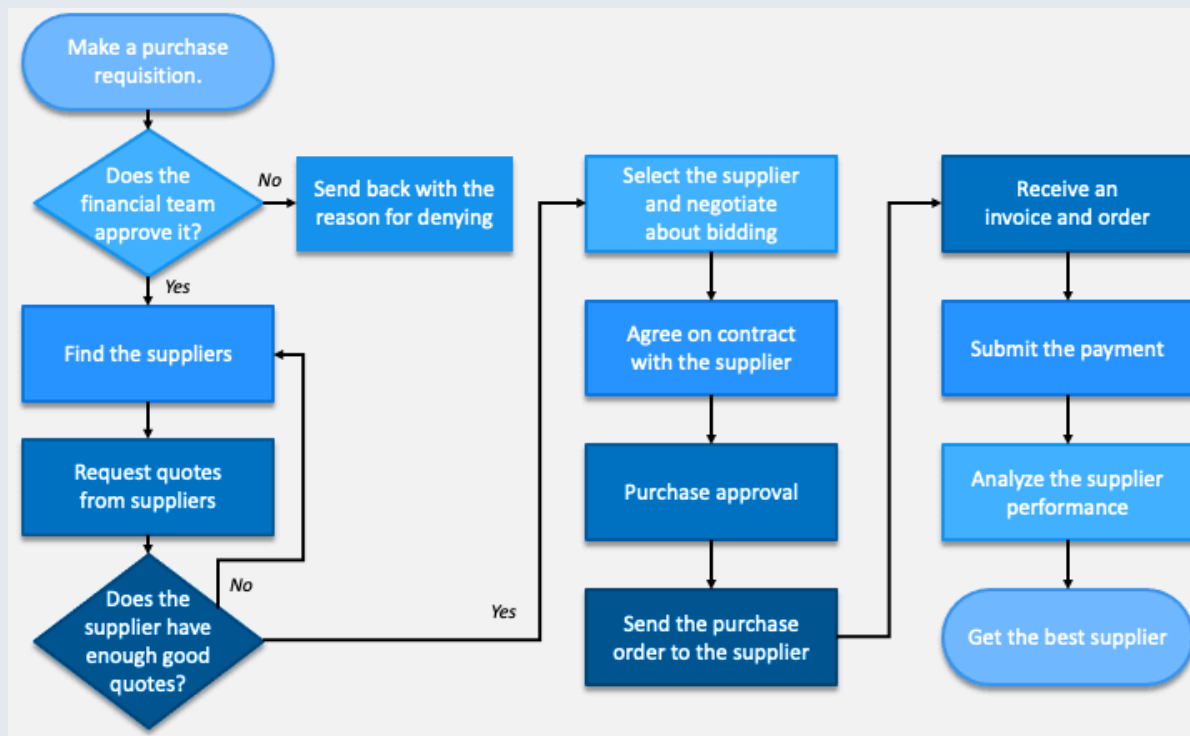 Make a purchase
requisition.
Does the
financial team
approve it?
No
Send back with the
reason for denying
Yes
Find the suppliers
Request quotes
from suppliers
No
Does the
supplier have
enough good
quotes?
Yes
Select the supplier
and negotiate
about bidding
Agree on contract
with the supplier
Purchase approval
Send the purchase
order to the supplier
Receive an
invoice and order
Submit the payment
Analyze the supplier
performance
Get the best supplier